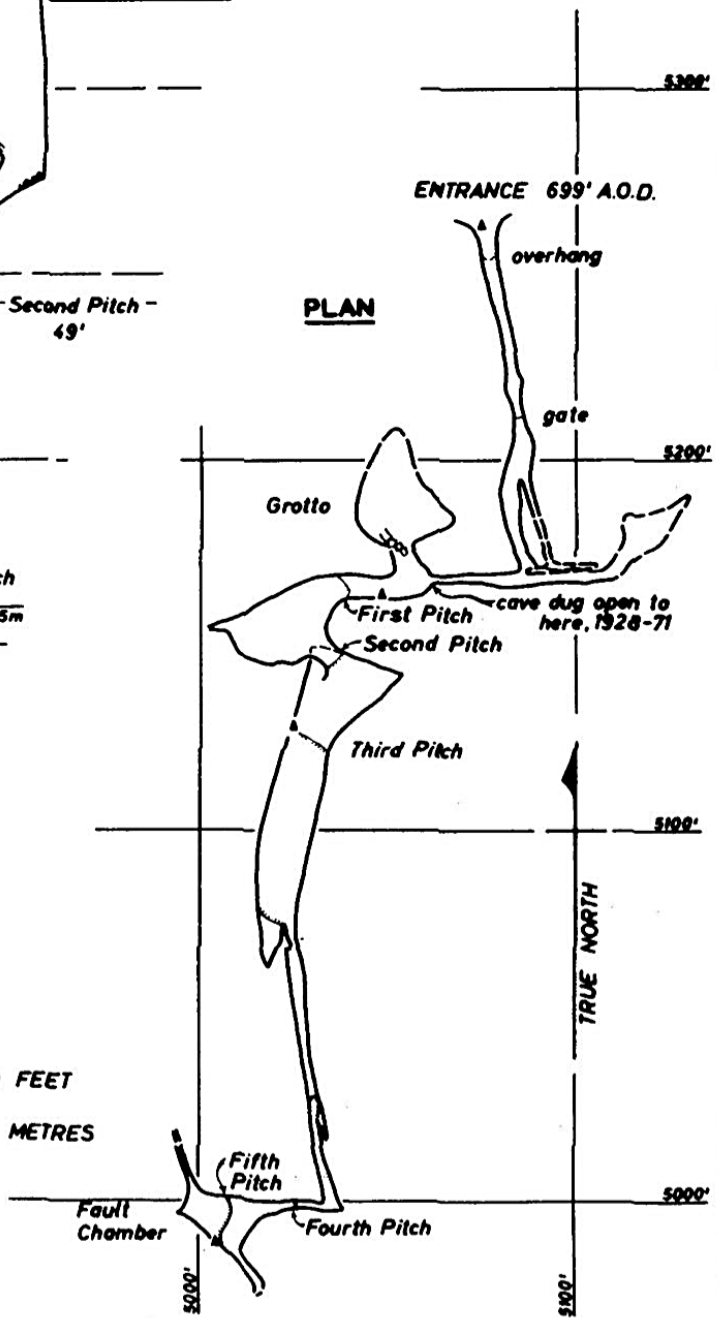 5300'
ENTRANCE 699' A.O.D.
overhang
Second Pitch
49'
PLAN
gate
5200'
Grotto
5m
First Pitch
cave dug open to
here, 1928-71
Second Pitch
Third Pitch
5100'
TRUE NORTH
FEET
METRES
Fifth
Pitch
5000'
Fault
Chamber
Fourth Pitch
5000'
5100'